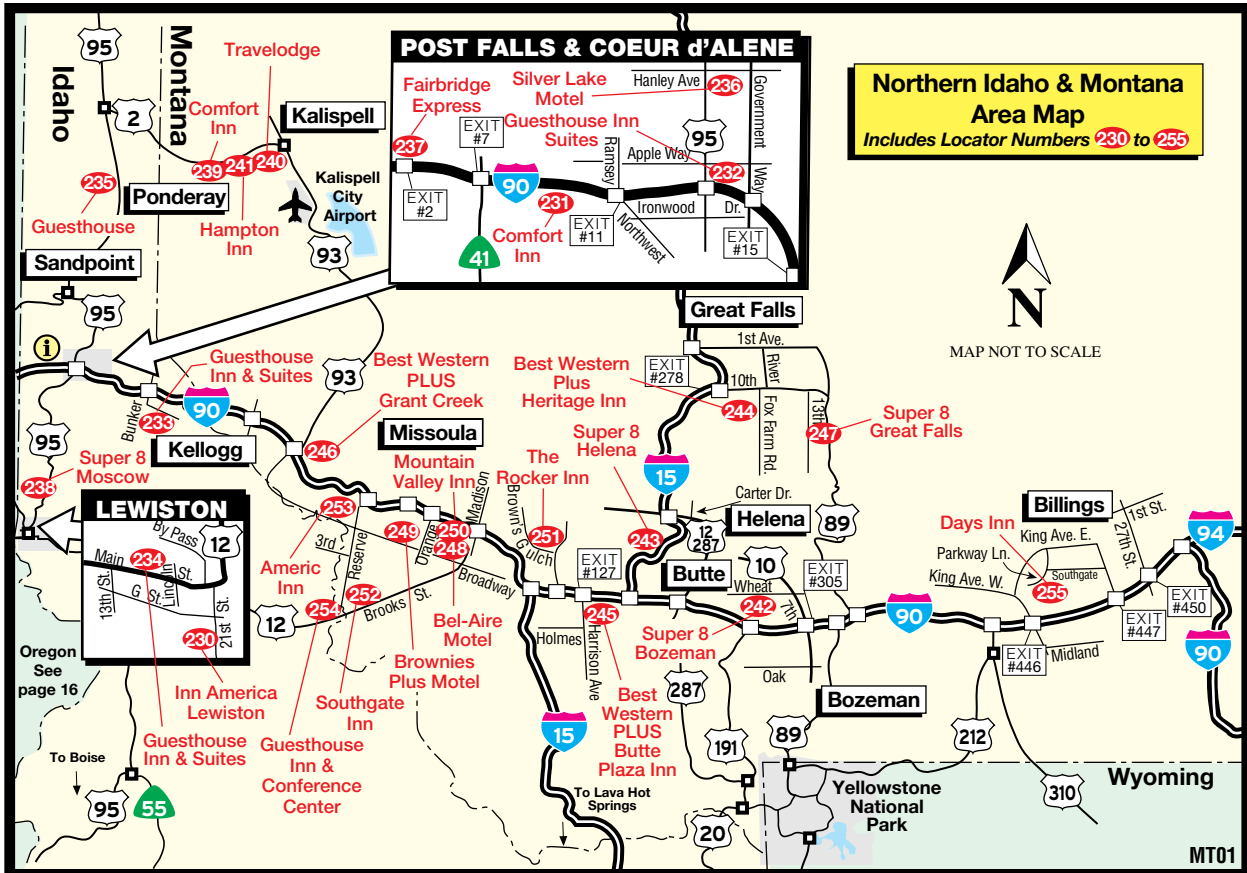 Northern Idaho & Montana
Area Map
Includes Locator Numbers 230 to 255
Idaho
Montana
95
2
Travelodge
Comfort
Inn
Kalispell
239
241
240
235
Guesthouse
Ponderay
Hampton
Inn
Kalispell
City
Airport
93
Sandpoint
95
POST FALLS & COEUR d'ALENE
Fairbridge
Express
237
EXIT
#2
EXIT
#7
41
90
231
Comfort
Inn
Silver Lake
Motel
Hanley Ave
236
Guesthouse Inn
Suites
95
Government
Way
Ramsey
Apple Way
232
Ironwood
Dr.
EXIT
#11
Northwest
EXIT
#15
N
MAP NOT TO SCALE
i
Guesthouse
Inn & Suites
Bunker
233
90
Kellogg
93
Best Western
PLUS
Grant Creek
246
Missoula
Mountain
Valley Inn
Madison
The
Rocker Inn
Brown's Gulch
251
Great Falls
1st Ave.
EXIT
#278
River
10th
Best Western
Plus
Heritage Inn
244
Fox Farm Rd.
13th
247
Super 8
Great Falls
Super 8
Helena
15
Carter Dr.
Helena
12
287
243
89
95
Super 8
Moscow
238
LEWISTON
By Pass
12
Main
St.
234
Lincoln
13th St.
G St.
21st St.
230
Inn America
Lewiston
Guesthouse
Inn & Suites
Oregon
See
page 16
To Boise
95
55
253
Americ
Inn
3rd
Reserve
249
Orange
250
248
Broadway
252
254
Brooks St.
12
Bel-Aire
Motel
Brownies
Plus Motel
Southgate
Inn
Guesthouse
Inn &
Conference
Center
EXIT
#127
Holmes
245
Harrison Ave
Best
Western
PLUS
Butte
Plaza Inn
15
To Lava Hot
Springs
Butte
10
Wheat
242
7th
EXIT
#305
Super 8
Bozeman
Oak
287
Bozeman
191
89
20
Yellowstone
National
Park
Wyoming
90
Billings
Days Inn
King Ave. E.
1st St.
27th St.
Parkway Ln.
Southgate
King Ave. W.
255
94
EXIT
#450
EXIT
#447
EXIT
#446
Midland
90
212
310
MT01